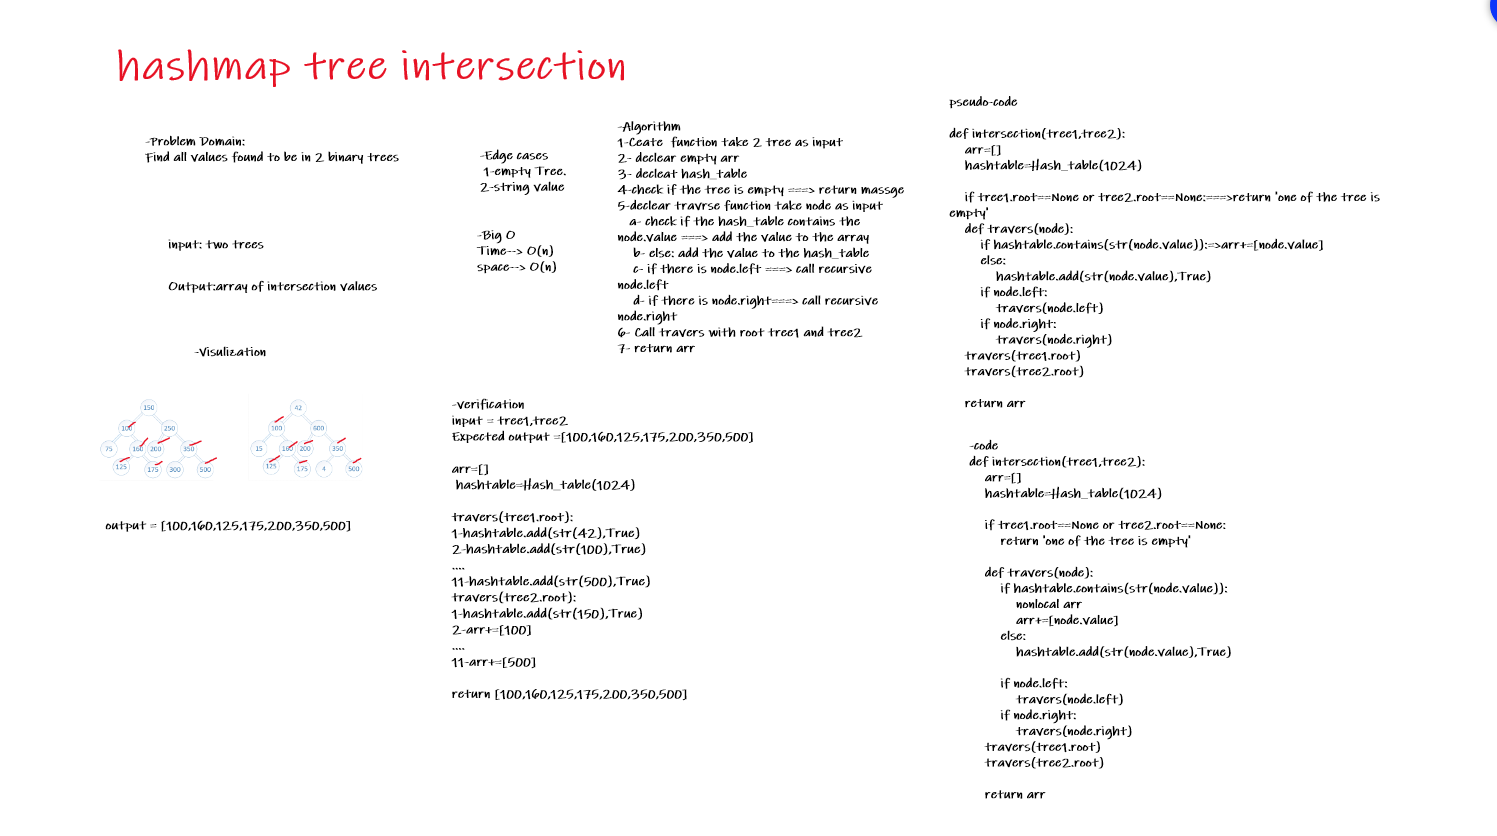 hashmap tree intersection
-Problem Domain:
Find all values found to be in 2 binary trees
input: two trees
Output:array of intersection values
-Visulization
150
100 250
75 160 200 350
125 175 300 500
42
100 600
15 160 200 350
125 175 4 500
output = [100,160,125,175,200,350,500]
-Edge cases
1-empty Tree.
2-string value
-Big O
Time--> O(n)
space--> O(n)
-Algorithm
1-Ceate function take 2 tree as input
2- declear empty arr
3- decleat hash_table
4-check if the tree is empty ===> return massge
5-declear travrse function take node as input
a- check if the hash_table contains the
node.value ===> add the value to the array
b- else: add the value to the hash_table
c- if there is node.left ===> call recursive
node.left
d- if there is node.right===> call recursive
node.right
6- Call travers with root tree1 and tree2
7- return arr
-verification
input = tree1,tree2
Expected output =[100,160,125,175,200,350,500]
arr=[]
hashtable=Hash_table(1024)
travers(tree1.root):
1-hashtable.add(str(42),True)
2-hashtable.add(str(100),True)
....
11-hashtable.add(str(500),True)
travers(tree2.root):
1-hashtable.add(str(150),True)
2-arr+=[100]
....
11-arr+=[500]
return [100,160,125,175,200,350,500]
pseudo-code
def intersection(tree1,tree2):
arr=[]
hashtable=Hash_table(1024)
if tree1.root==None or tree2.root==None:===>return 'one of the tree is
empty'
def travers(node):
if hashtable.contains(str(node.value)):=>arr+=[node.value]
else:
hashtable.add(str(node.value),True)
if node.left:
travers(node.left)
if node.right:
travers(node.right)
travers(tree1.root)
travers(tree2.root)
return arr
-code
def intersection(tree1,tree2):
arr=[]
hashtable=Hash_table(1024)
if tree1.root==None or tree2.root==None:
return 'one of the tree is empty'
def travers(node):
if hashtable.contains(str(node.value)):
nonlocal arr
arr+=[node.value]
else:
hashtable.add(str(node.value),True)
if node.left:
travers(node.left)
if node.right:
travers(node.right)
travers(tree1.root)
travers(tree2.root)
return arr